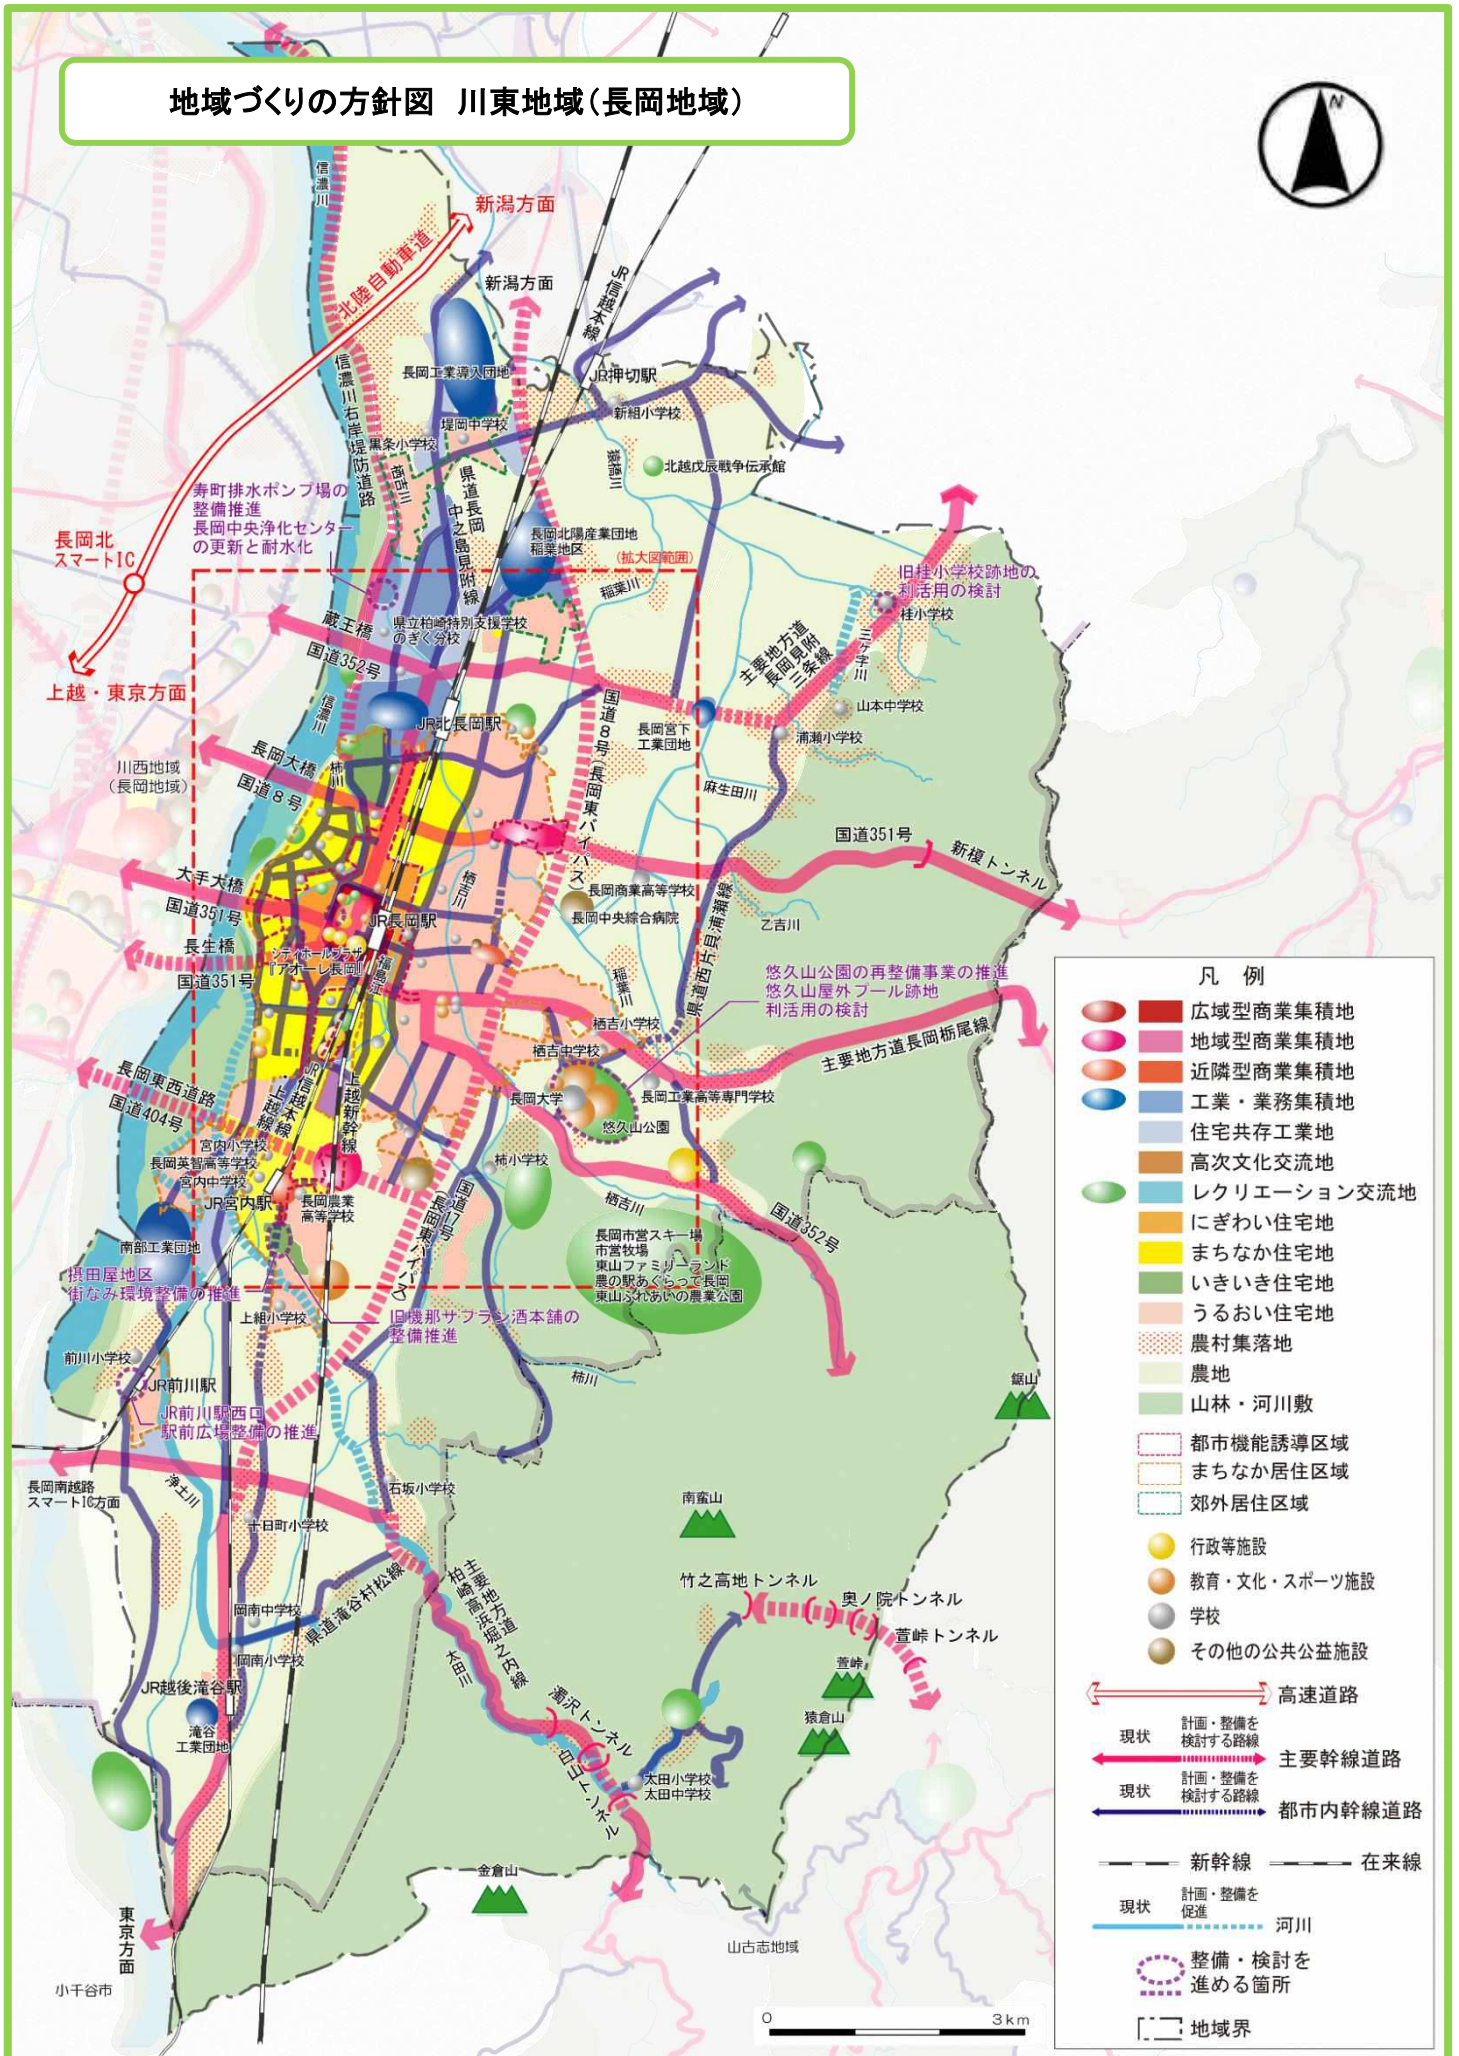 地域づくりの方針図　川東地域（長岡地域）
N
信濃川
新潟方面
北陸自動車道
新潟方面
JR信越本線
信濃川右岸堤防道路
長岡工業導入団地
JR押切駅
新組小学校
堤岡中学校
黒条小学校
栖吉川
県道長岡
中之島見附線
猿橋川
北越戊辰戦争伝承館
寿町排水ポンプ場の
整備推進
長岡中央浄化センター
の更新と耐水化
長岡北
スマートIC
長岡北陽産業団地
稲葉地区
(拡大図範囲)
稲葉川
旧桂小学校跡地の
利活用の検討
桂小学校
蔵王橋
国道352号
県立柏崎特別支援学校
のぎく分校
主要地方道
長岡見附
三条線
三ケ字川
上越・東京方面
信濃川
JR北長岡駅
国道8号(長岡東バイパス)
長岡宮下
工業団地
山本中学校
浦瀬小学校
川西地域
(長岡地域)
長岡大橋
国道8号
柿川
麻生田川
国道351号
新榎トンネル
大手大橋
国道351号
栖吉川
長岡商業高等学校
長岡中央綜合病院
県道西片貝浦瀬線
乙吉川
JR長岡駅
長生橋
国道351号
シティホールプラザ
『アオーレ長岡』
福島江
稲葉川
悠久山公園の再整備事業の推進
悠久山屋外プール跡地
利活用の検討
栖吉小学校
栖吉中学校
主要地方道長岡栃尾線
長岡東西道路
国道404号
上越線
JR信越本線
上越新幹線
長岡大学
長岡工業高等専門学校
悠久山公園
宮内小学校
長岡英智高等学校
宮内中学校
JR宮内駅
長岡農業
高等学校
柿小学校
国道17号
(長岡東バイパス)
栖吉川
国道352号
南部工業団地
長岡市営スキー場
市営牧場
東山ファミリーランド
農の駅あぐらって長岡
東山ふれあいの農業公園
摂田屋地区
街なみ環境整備の推進
上組小学校
旧機那サフラン酒本舗の
整備推進
前川小学校
JR前川駅
JR前川駅西口
駅前広場整備の推進
柿川
鋸山
長岡南越路
スマートIC方面
浄土川
石坂小学校
十日町小学校
南蛮山
県道滝谷村松線
主要地方道
柏崎高浜堀之内線
太田川
竹之高地トンネル
奥ノ院トンネル
萱峠トンネル
岡南中学校
岡南小学校
JR越後滝谷駅
滝谷
工業団地
萱峠
猿倉山
濁沢トンネル
白山トンネル
太田小学校
太田中学校
金倉山
東京方面
小千谷市
山古志地域
0
3km
凡　例
広域型商業集積地
地域型商業集積地
近隣型商業集積地
工業・業務集積地
住宅共存工業地
高次文化交流地
レクリエーション交流地
にぎわい住宅地
まちなか住宅地
いきいき住宅地
うるおい住宅地
農村集落地
農地
山林・河川敷
都市機能誘導区域
まちなか居住区域
郊外居住区域
行政等施設
教育・文化・スポーツ施設
学校
その他の公共公益施設
高速道路
現状
計画・整備を
検討する路線
主要幹線道路
現状
計画・整備を
検討する路線
都市内幹線道路
新幹線
在来線
現状
計画・整備を
促進
河川
整備・検討を
進める箇所
地域界